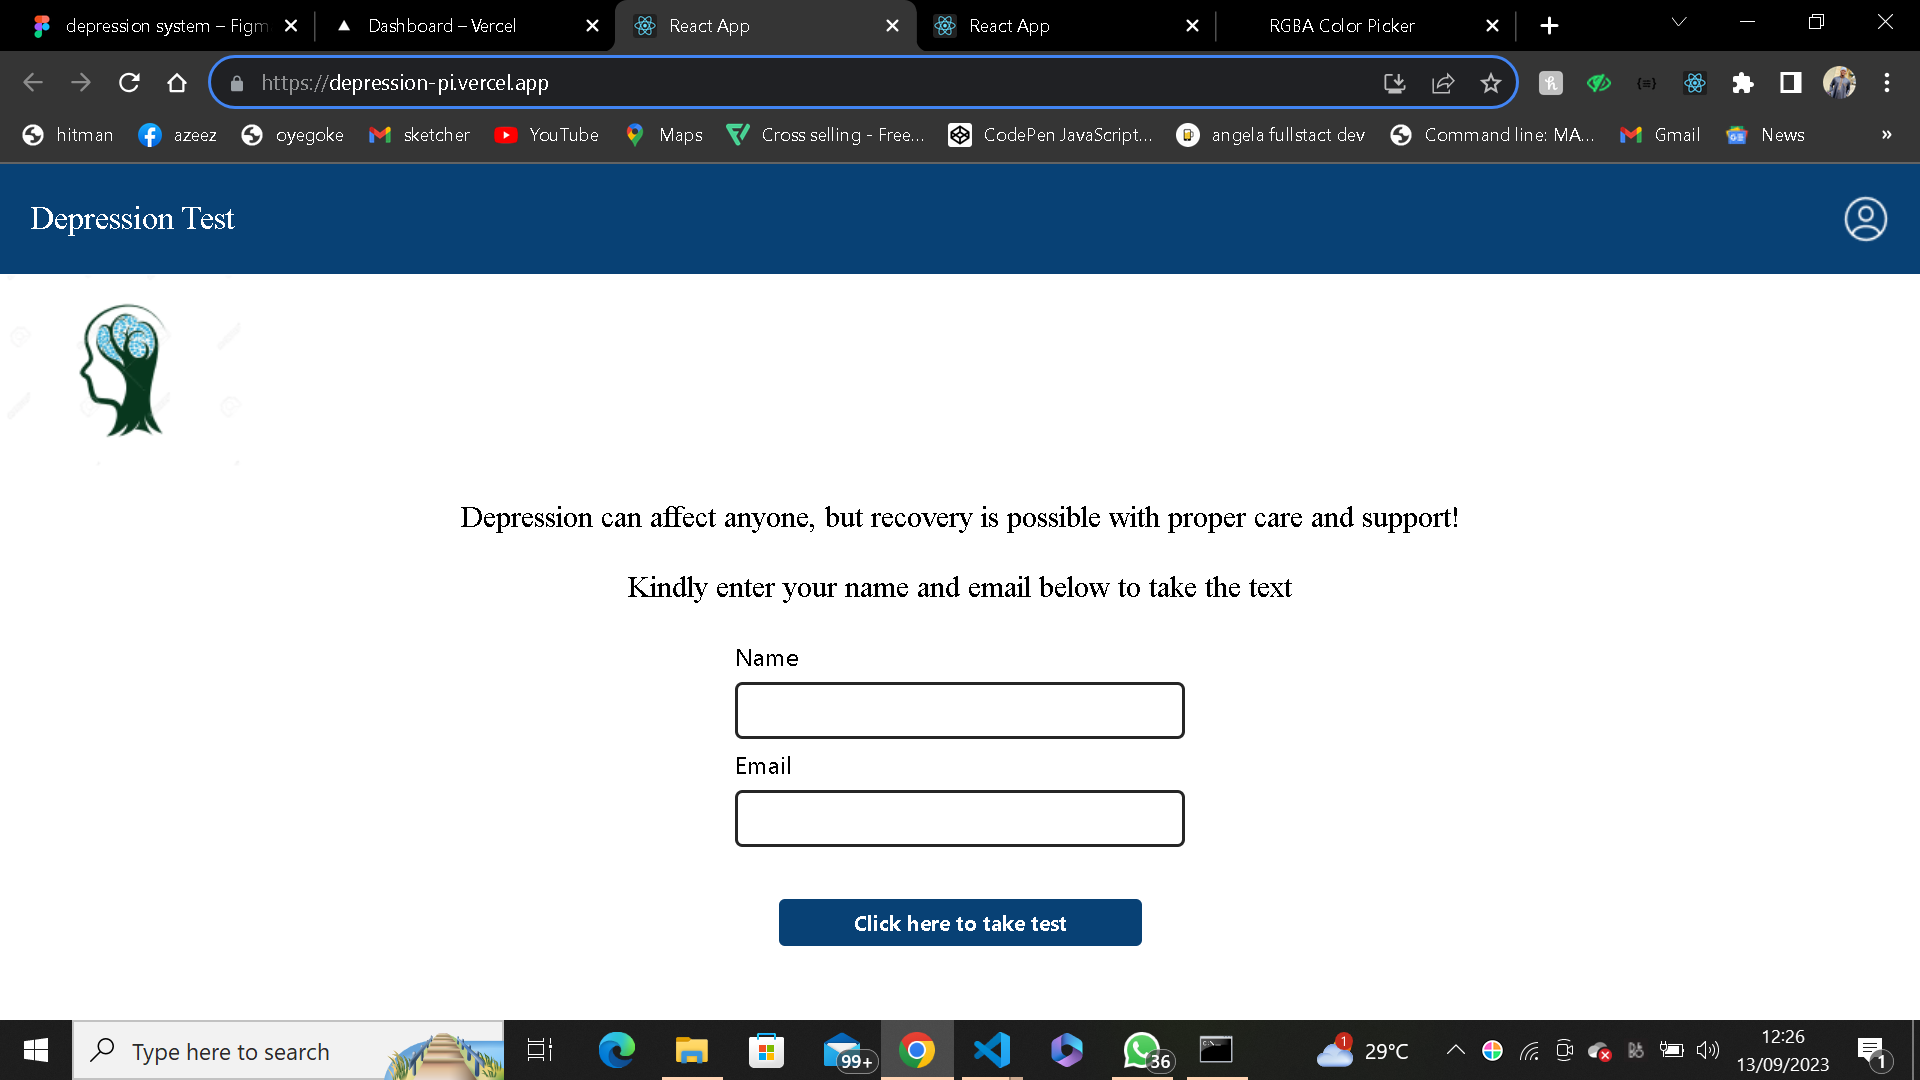 depression system – Figm
Dashboard – Vercel
React App
React App
RGBA Color Picker
https://depression-pi.vercel.app
hitman
azeez
oyegoke
sketcher
YouTube
Maps
Cross selling - Free...
CodePen JavaScript...
angela fullstact dev
Command line: MA...
Gmail
News
»
Depression Test
Depression can affect anyone, but recovery is possible with proper care and support!
Kindly enter your name and email below to take the text
Name
Email
Click here to take test
Type here to search
99+
36
1
29°C
12:26
13/09/2023
1